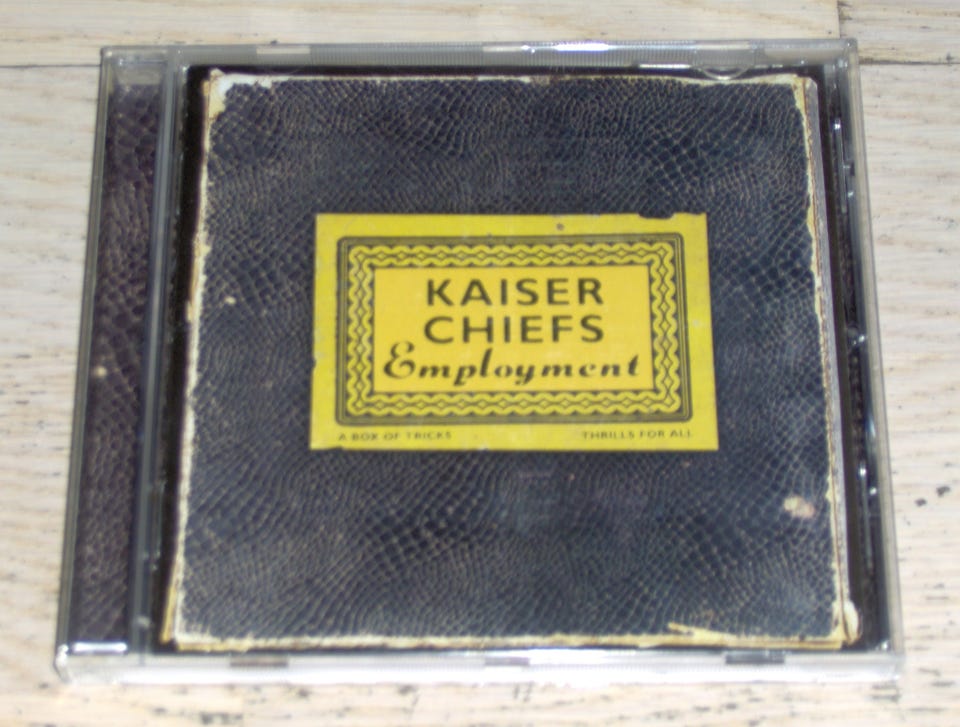 KAISER
CHIEFS
Employment
A BOX OF TRICKS
THRILLS FOR ALL